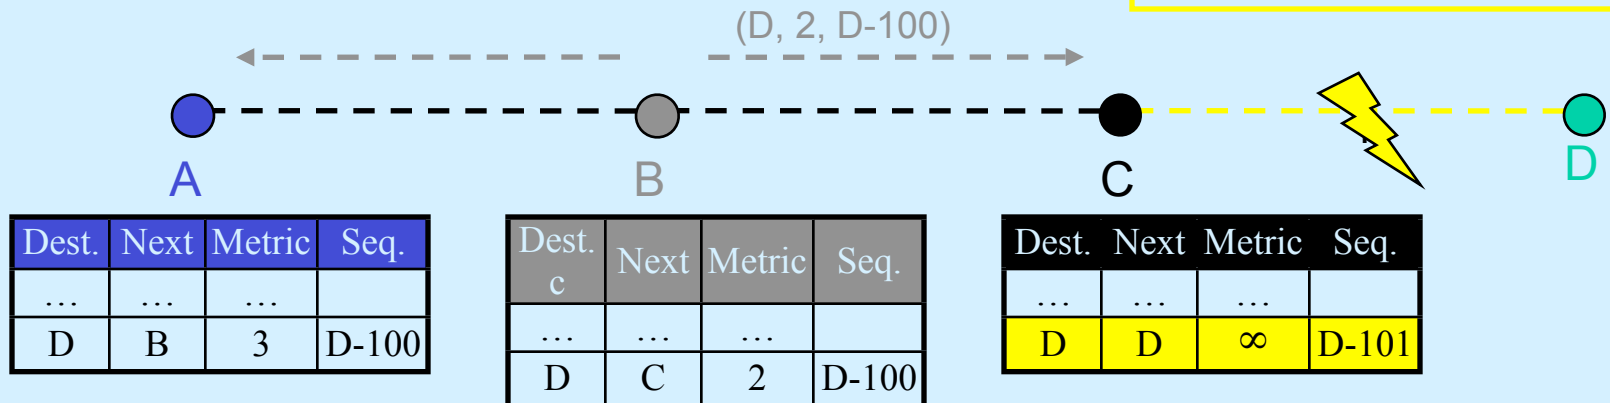 (D, 2, D-100)
A
B
C
D
Dest. Next Metric Seq.
… … …
D B 3 D-100
Dest.
c Next Metric Seq.
… … …
D C 2 D-100
Dest. Next Metric Seq.
… … …
D D ∞ D-101